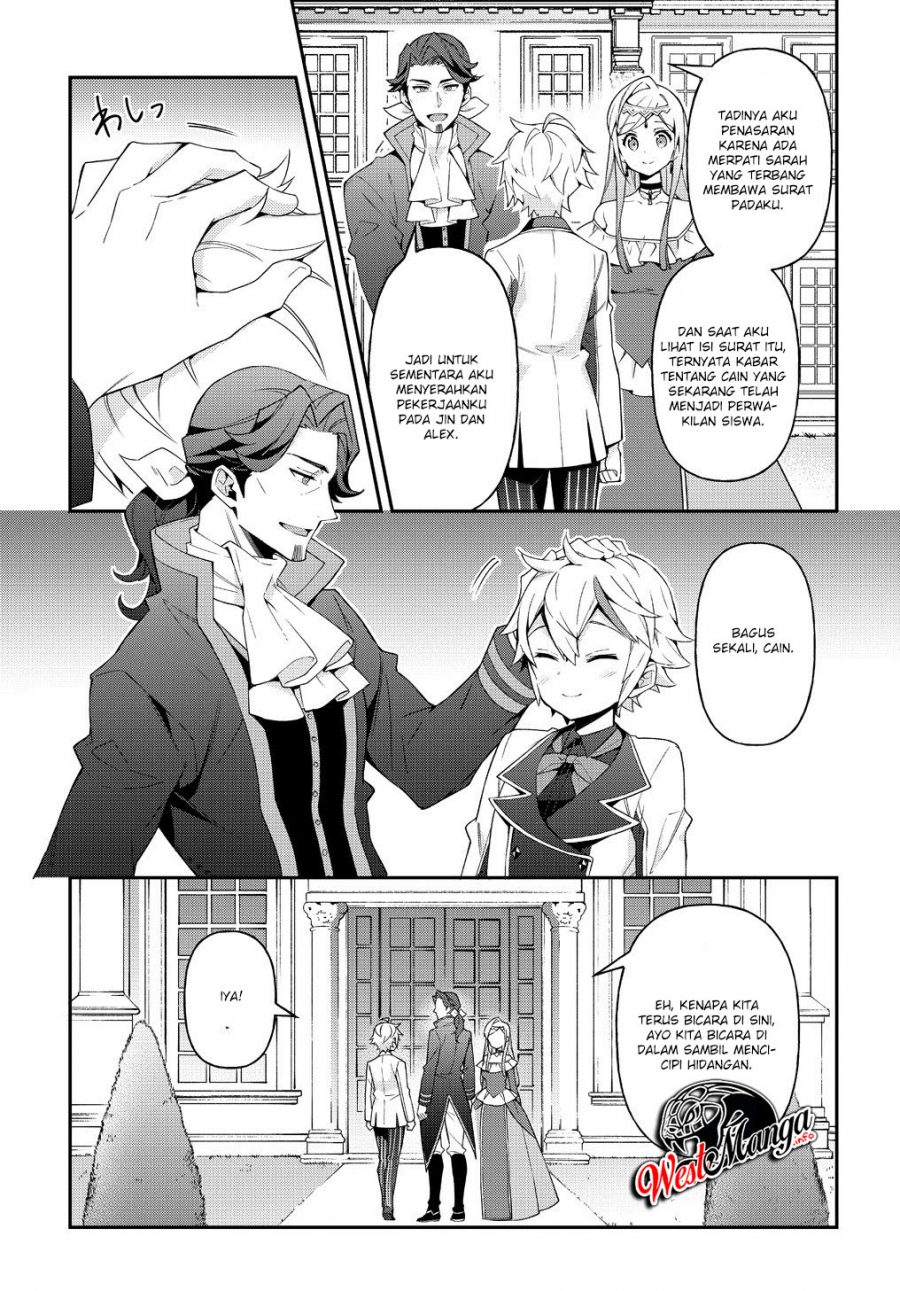 TADINYA AKU
PENASARAN
KARENA ADA
MERPATI SARAH
YANG TERBANG
MEMBAWA SURAT
PADAKU.
DAN SAAT AKU
LIHAT ISI SURAT ITU,
TERNYATA KABAR
TENTANG CAIN YANG
SEKARANG TELAH
MENJADI PERWA-
KILAN SISWA.
JADI UNTUK
SEMENTARA AKU
MENYERAHKAN
PEKERJAANKU
PADA JIN DAN
ALEX.
わしっ
BAGUS
SEKALI, CAIN.
EH, KENAPA KITA
TERUS BICARA DI SINI,
AYO KITA BICARA DI
DALAM SAMBIL MENCI-
CIPI HIDANGAN.
IYA!
WestManga
.info